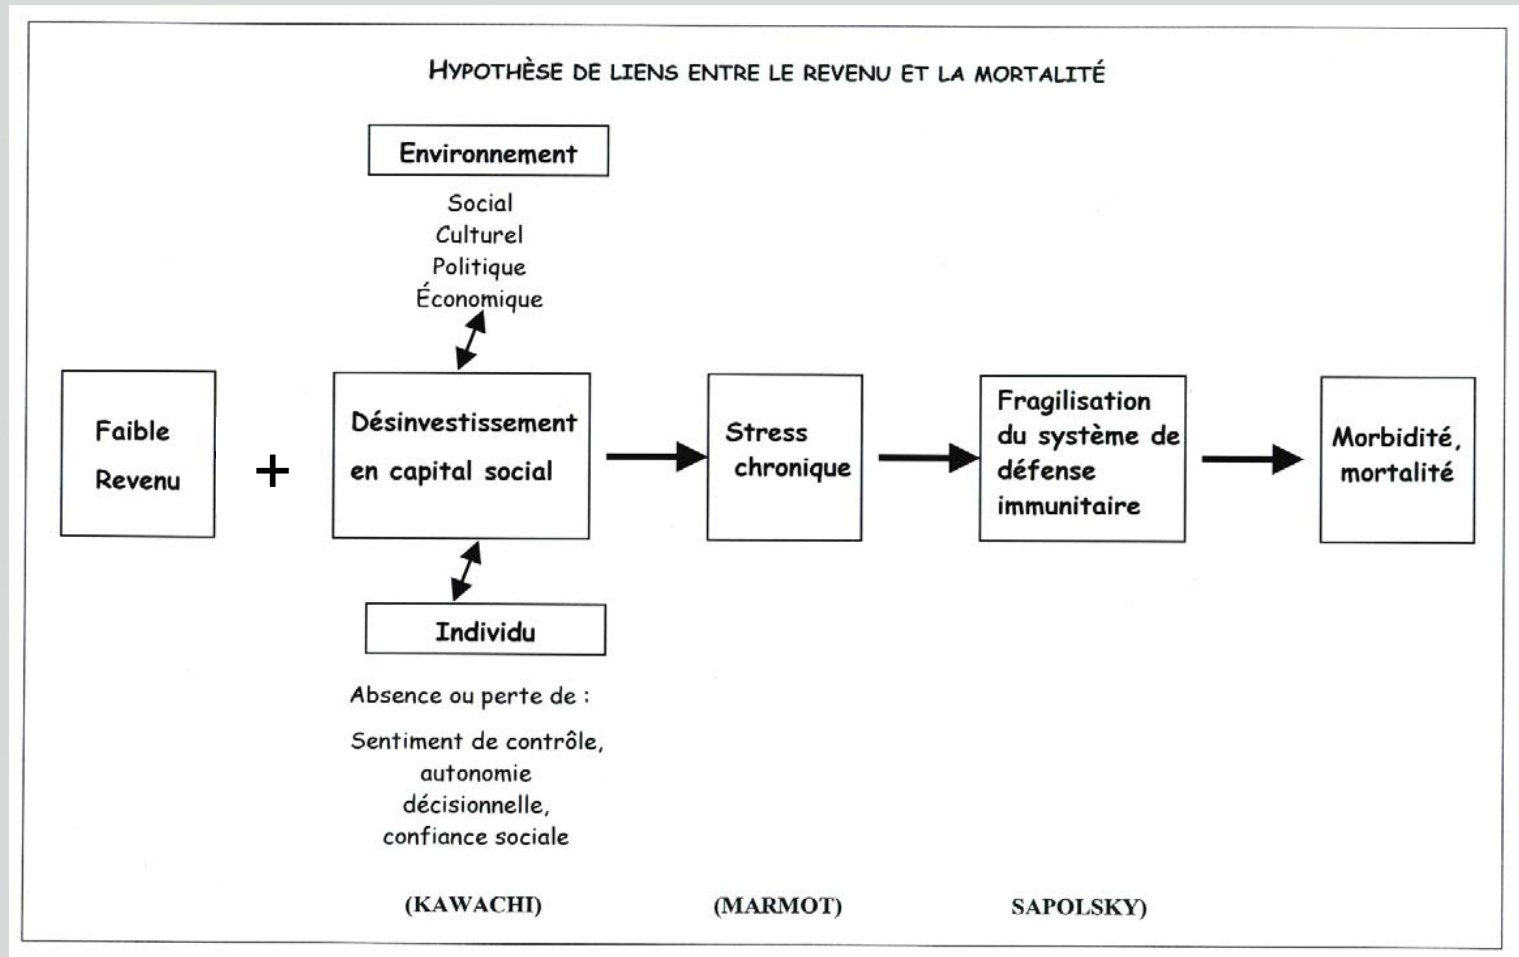 HYPOTHÈSE DE LIENS ENTRE LE REVENU ET LA MORTALITÉ
Environnement
Social
Culturel
Politique
Économique
Faible
Revenu
+
Désinvestissement
en capital social
Stress
chronique
Fragilisation
du système de
défense
immunitaire
Morbidité,
mortalité
Individu
Absence ou perte de :
Sentiment de contrôle,
autonomie
décisionnelle,
confiance sociale
(KAWACHI)
(MARMOT)
SAPOLSKY)